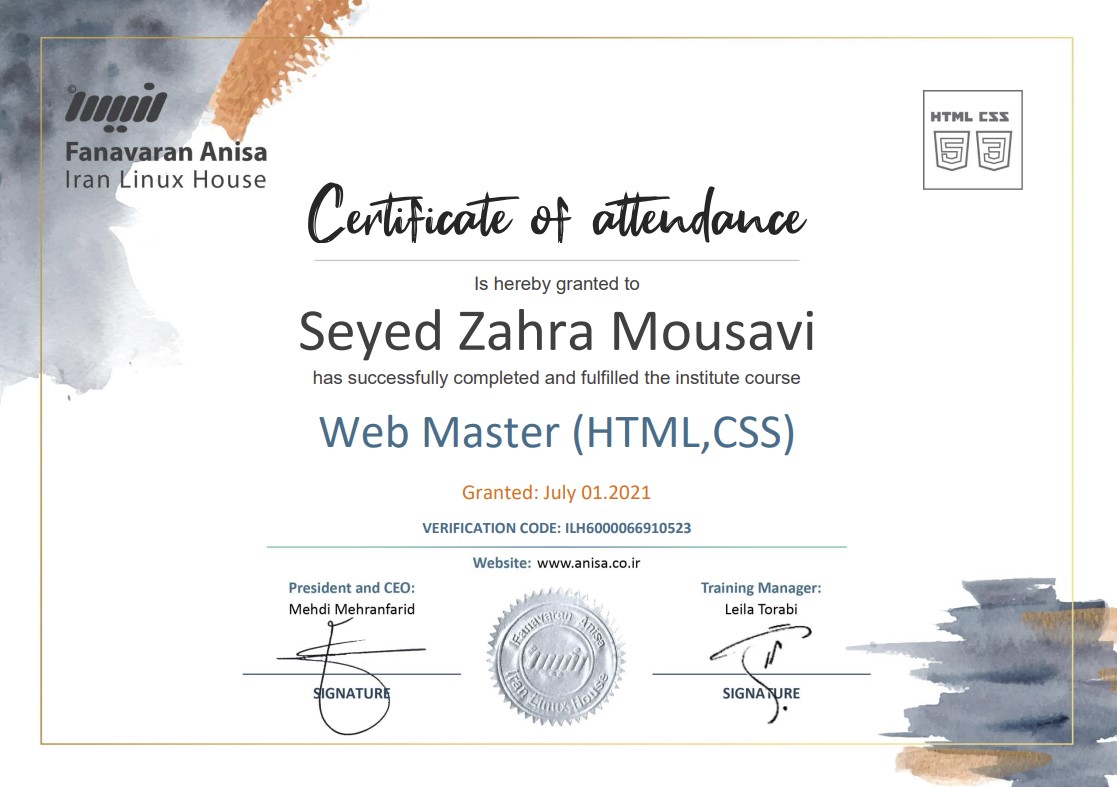 ©انیسا
Fanavaran Anisa
Iran Linux House
HTML CSS
5 3
Certificate of attendance
Is hereby granted to
Seyed Zahra Mousavi
has successfully completed and fulfilled the institute course
Web Master (HTML,CSS)
Granted: July 01.2021
VERIFICATION CODE: ILH6000066910523
Website: www.anisa.co.ir
President and CEO:
Mehdi Mehranfarid
SIGNATURE
Fanavaran Anisa
انیسا
Iran Linux House
Training Manager:
Leila Torabi
SIGNATURE